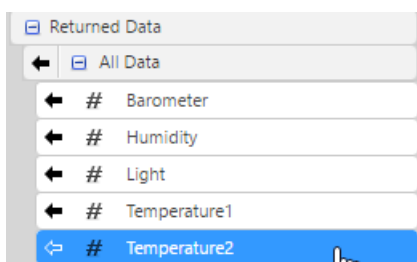 Returned Data
All Data
# Barometer
# Humidity
# Light
# Temperature1
# Temperature2